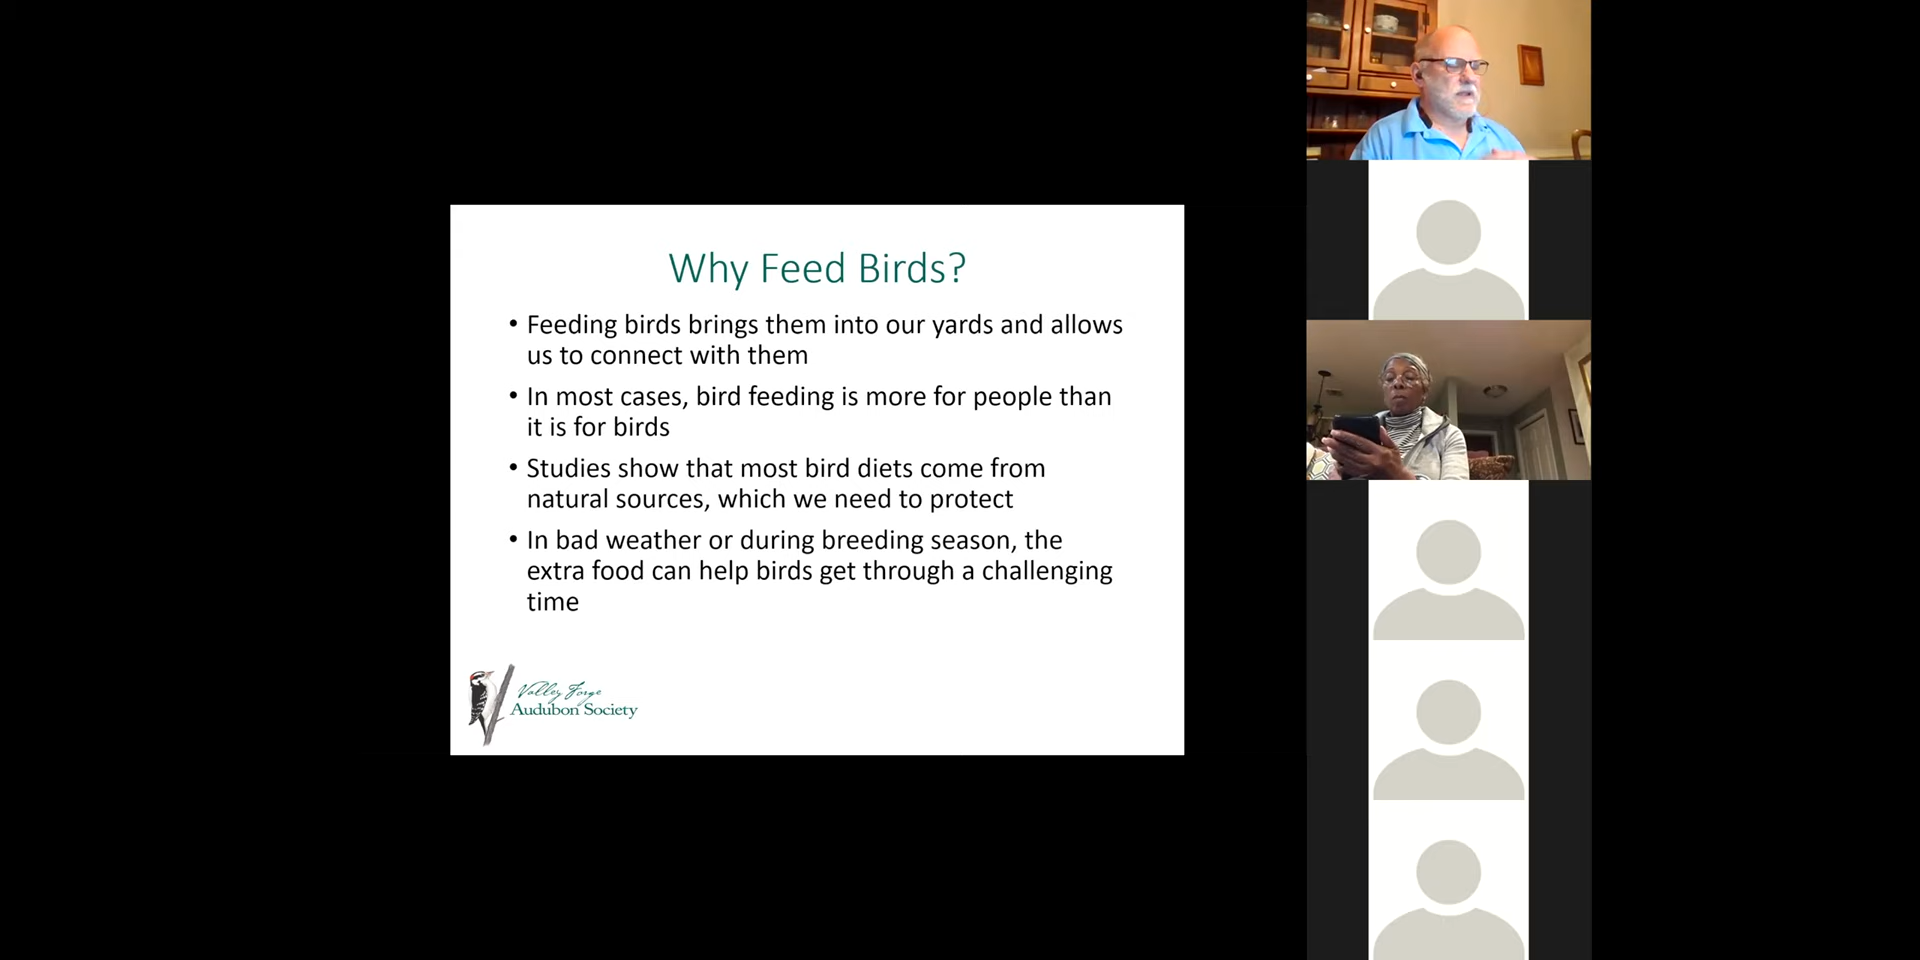 Why Feed Birds?
• Feeding birds brings them into our yards and allows
us to connect with them
• In most cases, bird feeding is more for people than
it is for birds
• Studies show that most bird diets come from
natural sources, which we need to protect
• In bad weather or during breeding season, the
extra food can help birds get through a challenging
time
Valley Forge
Audubon Society